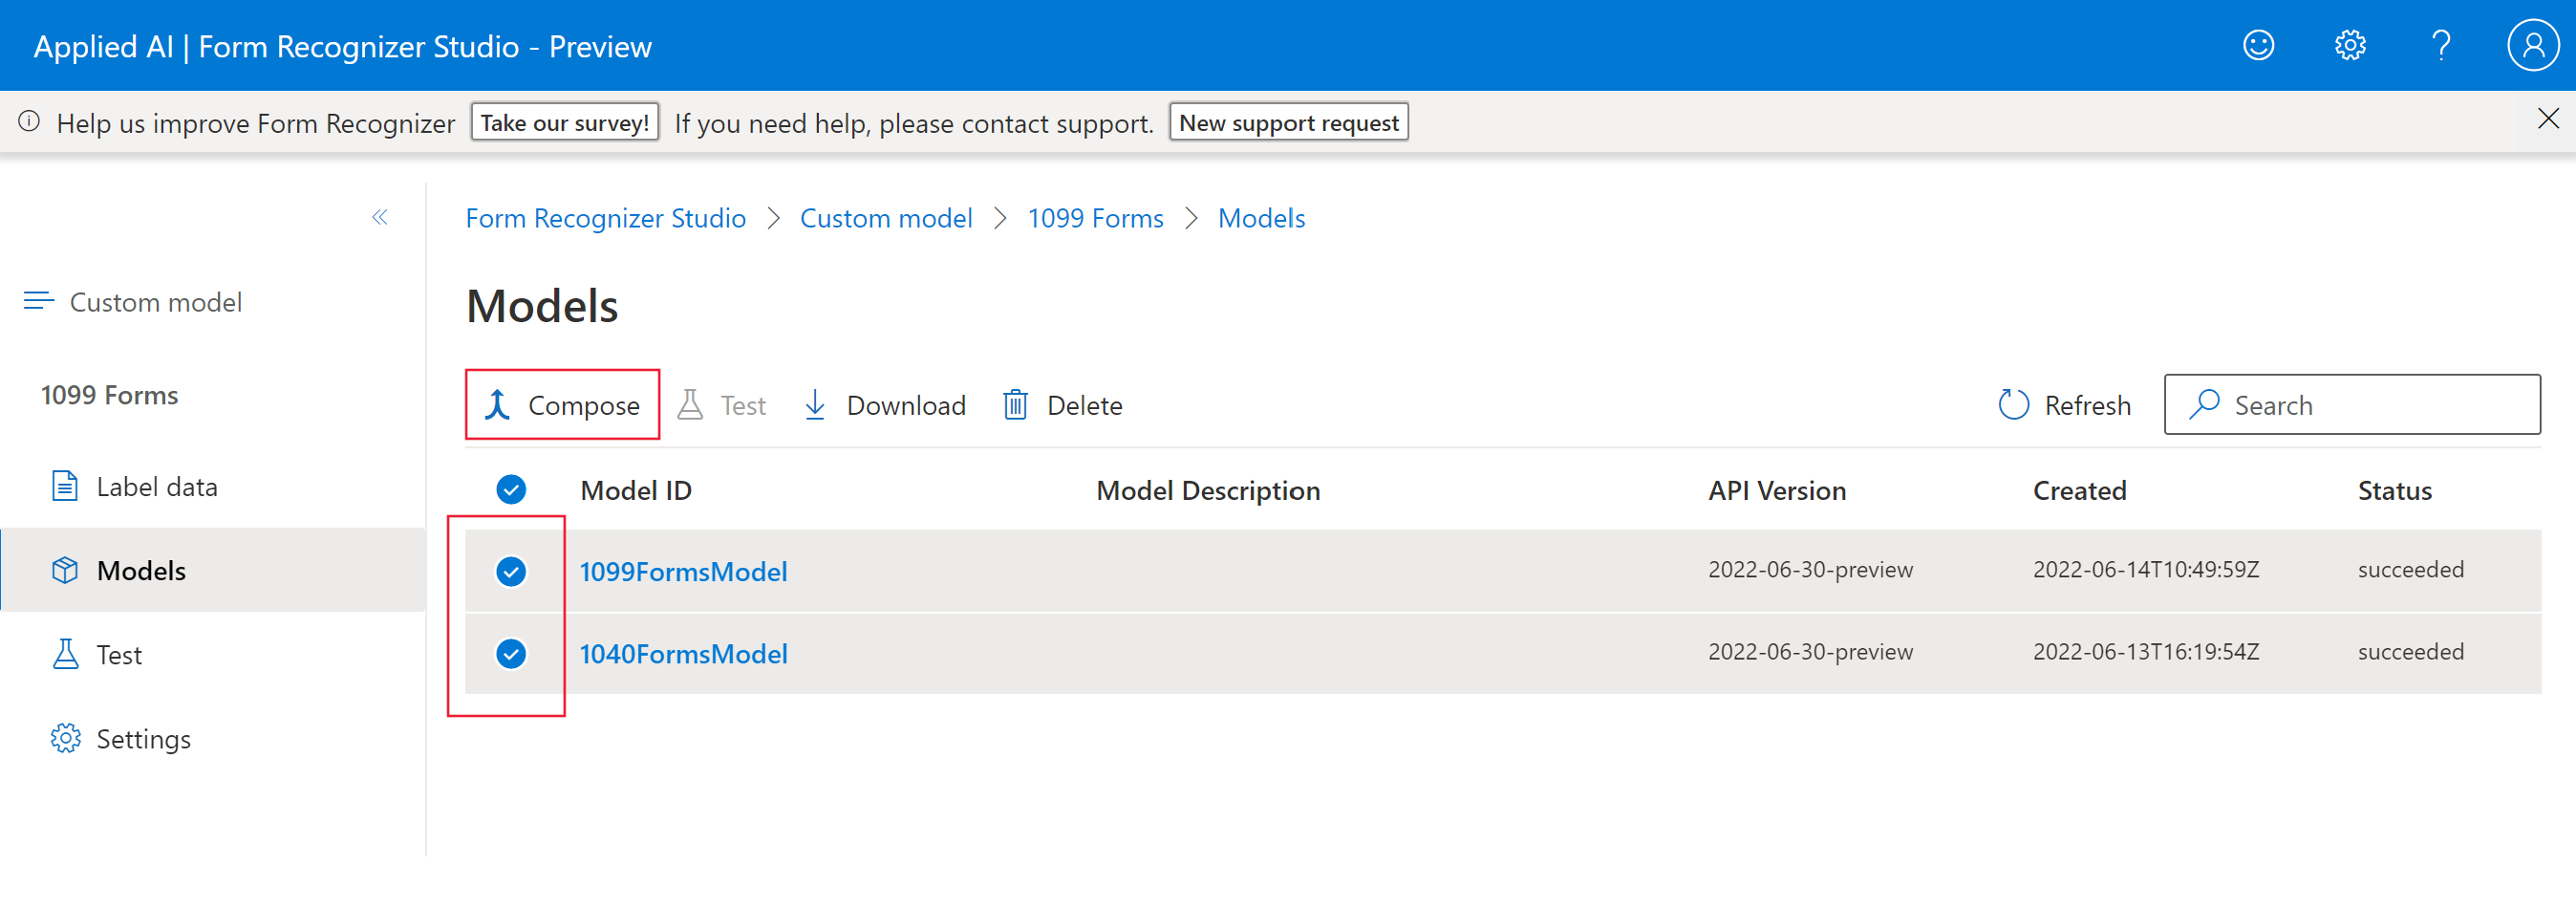 Applied AI | Form Recognizer Studio - Preview
Help us improve Form Recognizer Take our survey! If you need help, please contact support. New support request
Form Recognizer Studio > Custom model > 1099 Forms > Models
Custom model
1099 Forms
Label data
Models
Test
Settings
Models
Compose Test Download Delete Refresh Search
Model ID Model Description API Version Created Status
1099FormsModel 2022-06-30-preview 2022-06-14T10:49:59Z succeeded
1040FormsModel 2022-06-30-preview 2022-06-13T16:19:54Z succeeded